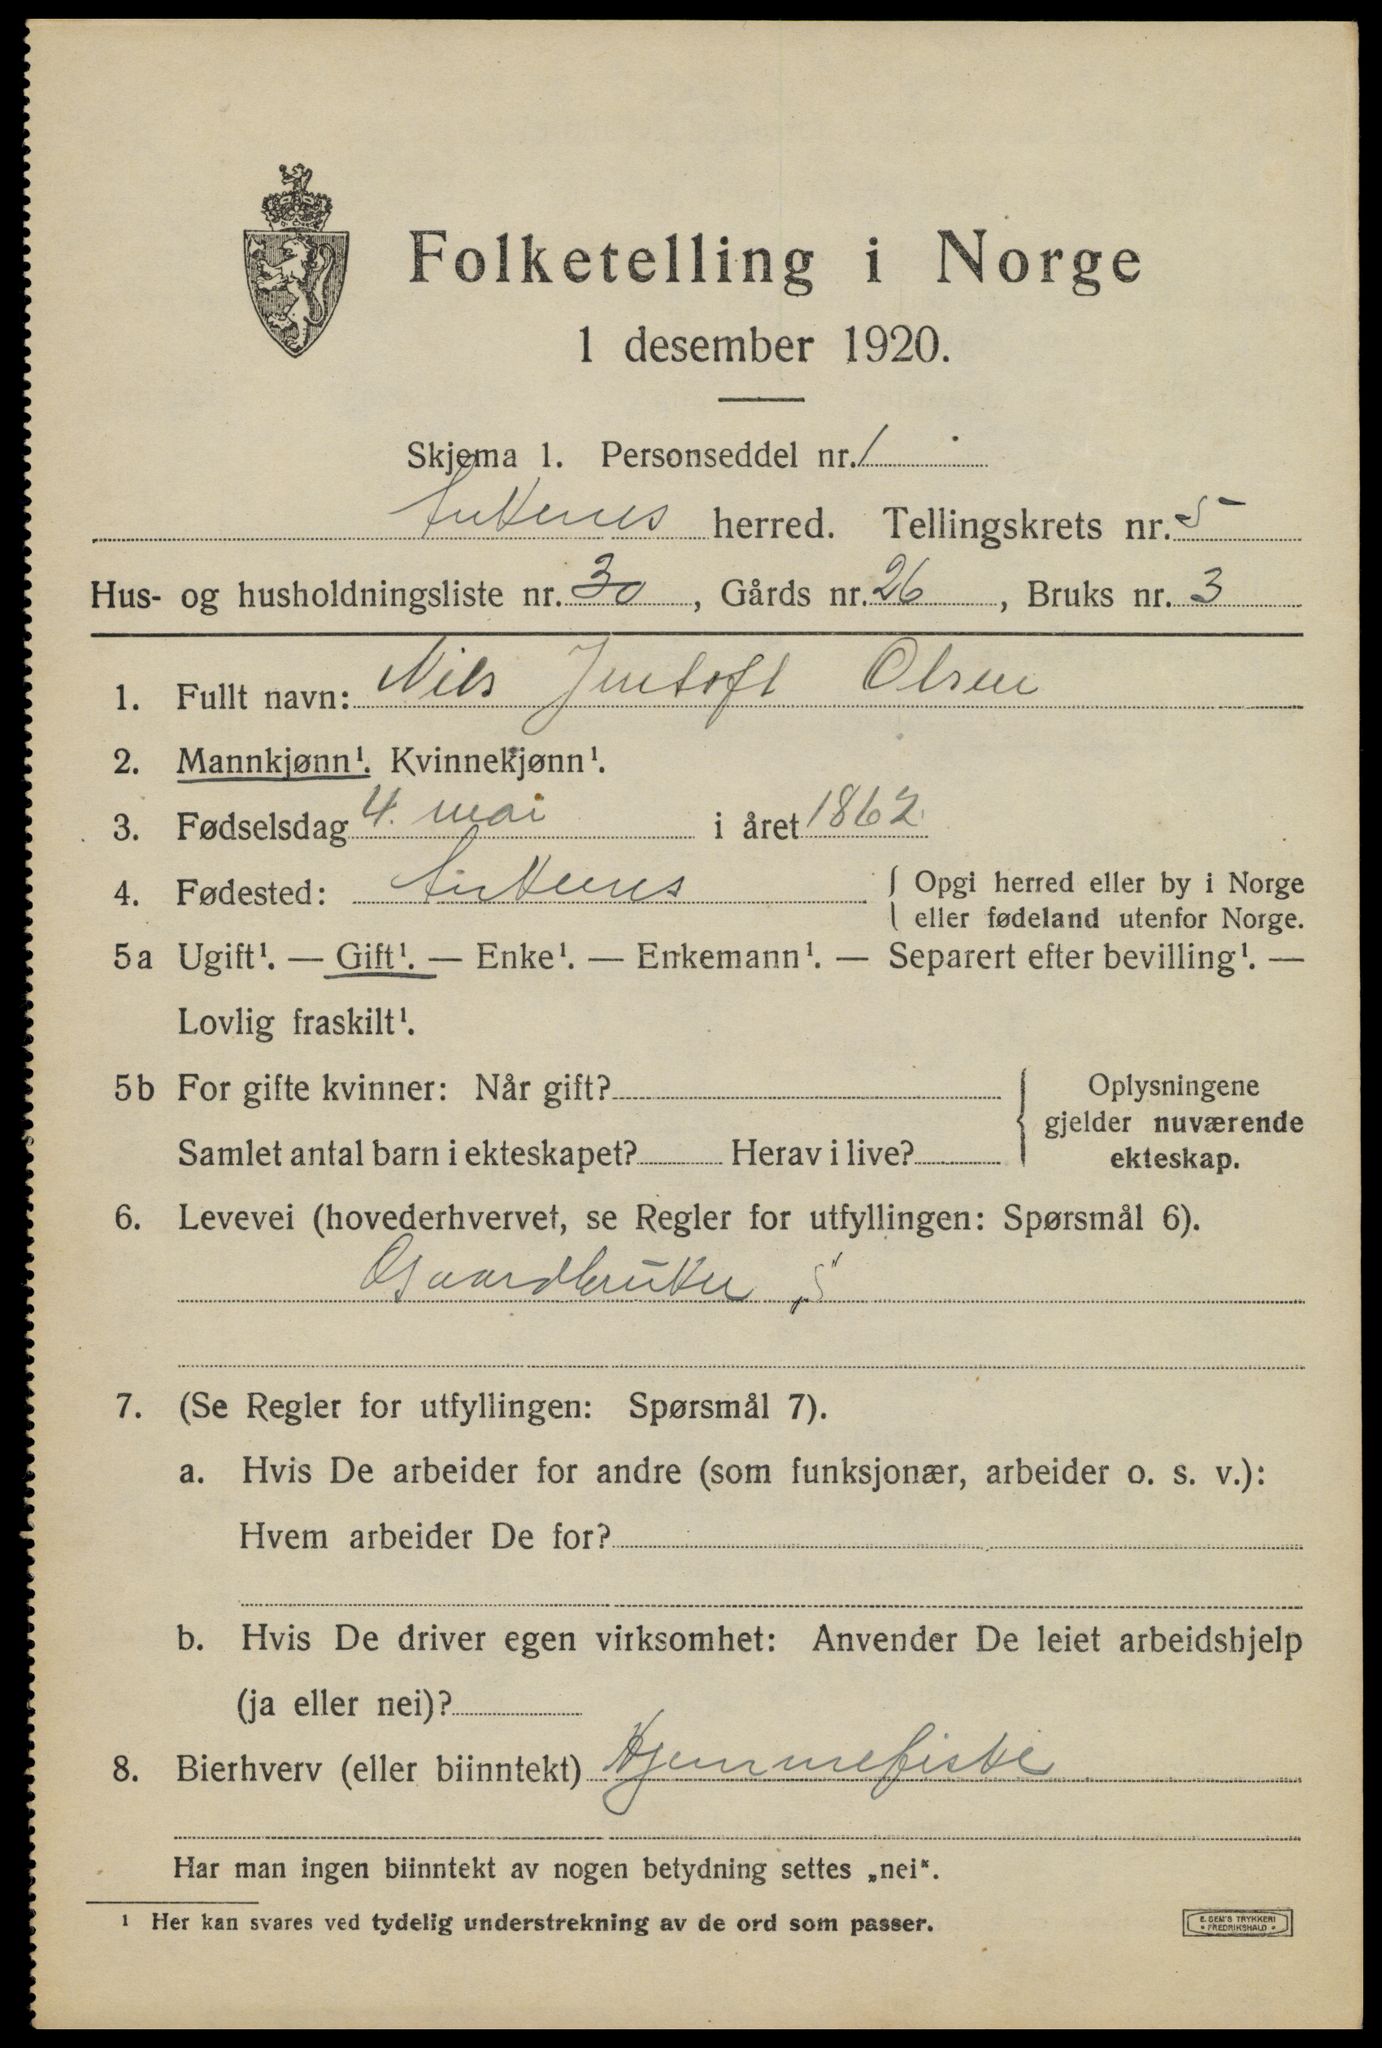 Folketelling i Norge
1 desember 1920.
Skjema 1. Personseddel nr. 1
Ankenes herred. Tellingskrets nr. 5
Hus- og husholdningsliste nr. 30, Gårds nr. 26, Bruks nr. 3
1. Fullt navn: Nils Jentoft Olsen
2. Mannkjønn¹. Kvinnekjønn¹.
3. Fødselsdag 4. mai i året 1862
4. Fødested: Ankenes { Opgi herred eller by i Norge
eller fødeland utenfor Norge.
5a Ugift¹. — Gift¹. — Enke¹. — Enkemann¹. — Separert efter bevilling¹. —
Lovlig fraskilt¹.
5b For gifte kvinner: Når gift? { Oplysningene
gjelder nuværende
Samlet antal barn i ekteskapet? Herav i live? ekteskap.
6. Levevei (hovederhvervet, se Regler for utfyllingen: Spørsmål 6).
Gaardbruker „S"
7. (Se Regler for utfyllingen: Spørsmål 7).
a. Hvis De arbeider for andre (som funksjonær, arbeider o. s. v.):
Hvem arbeider De for?
b. Hvis De driver egen virksomhet: Anvender De leiet arbeidshjelp
(ja eller nei)?
8. Bierhverv (eller biinntekt) Hjemmefiske
Har man ingen biinntekt av nogen betydning settes „nei".
¹ Her kan svares ved tydelig understrekning av de ord som passer.
E. SEM'S TRYKKERI
FREDRIKSHALD